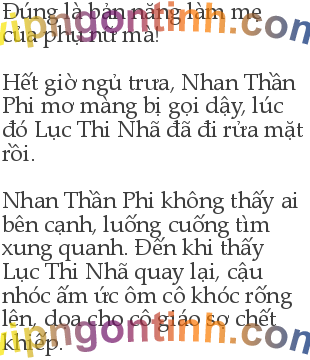 Đúng là bản năng làm mẹ
của phụ nữ mà!
Hết giờ ngủ trưa, Nhan Thần
Phi mơ màng bị gọi dậy, lúc
đó Lục Thi Nhã đã đi rửa mặt
rồi.
Nhan Thần Phi không thấy ai
bên cạnh, luống cuống tìm
xung quanh. Đến khi thấy
Lục Thi Nhã quay lại, cậu
nhóc ấm ức ôm cô khóc rống
lên, dọa cho cô giáo sợ chết
khiếp.
vipngontinh.com
vipngontinh.com